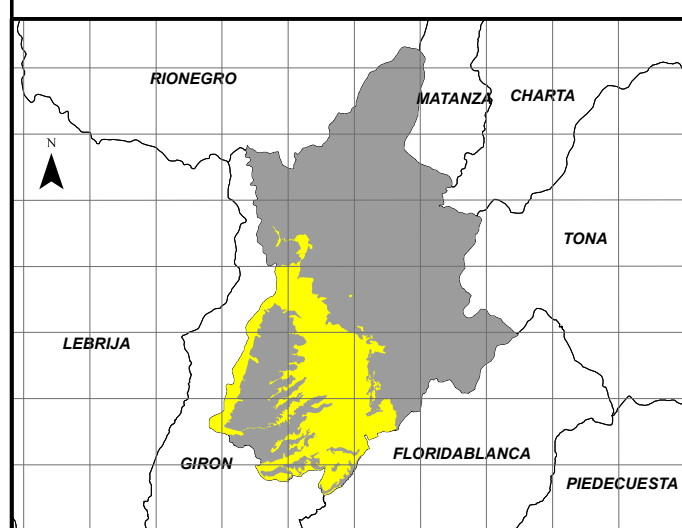 RIONEGRO
MATANZA
CHARTA
N
TONA
LEBRIJA
GIRON
FLORIDABLANCA
PIEDECUESTA